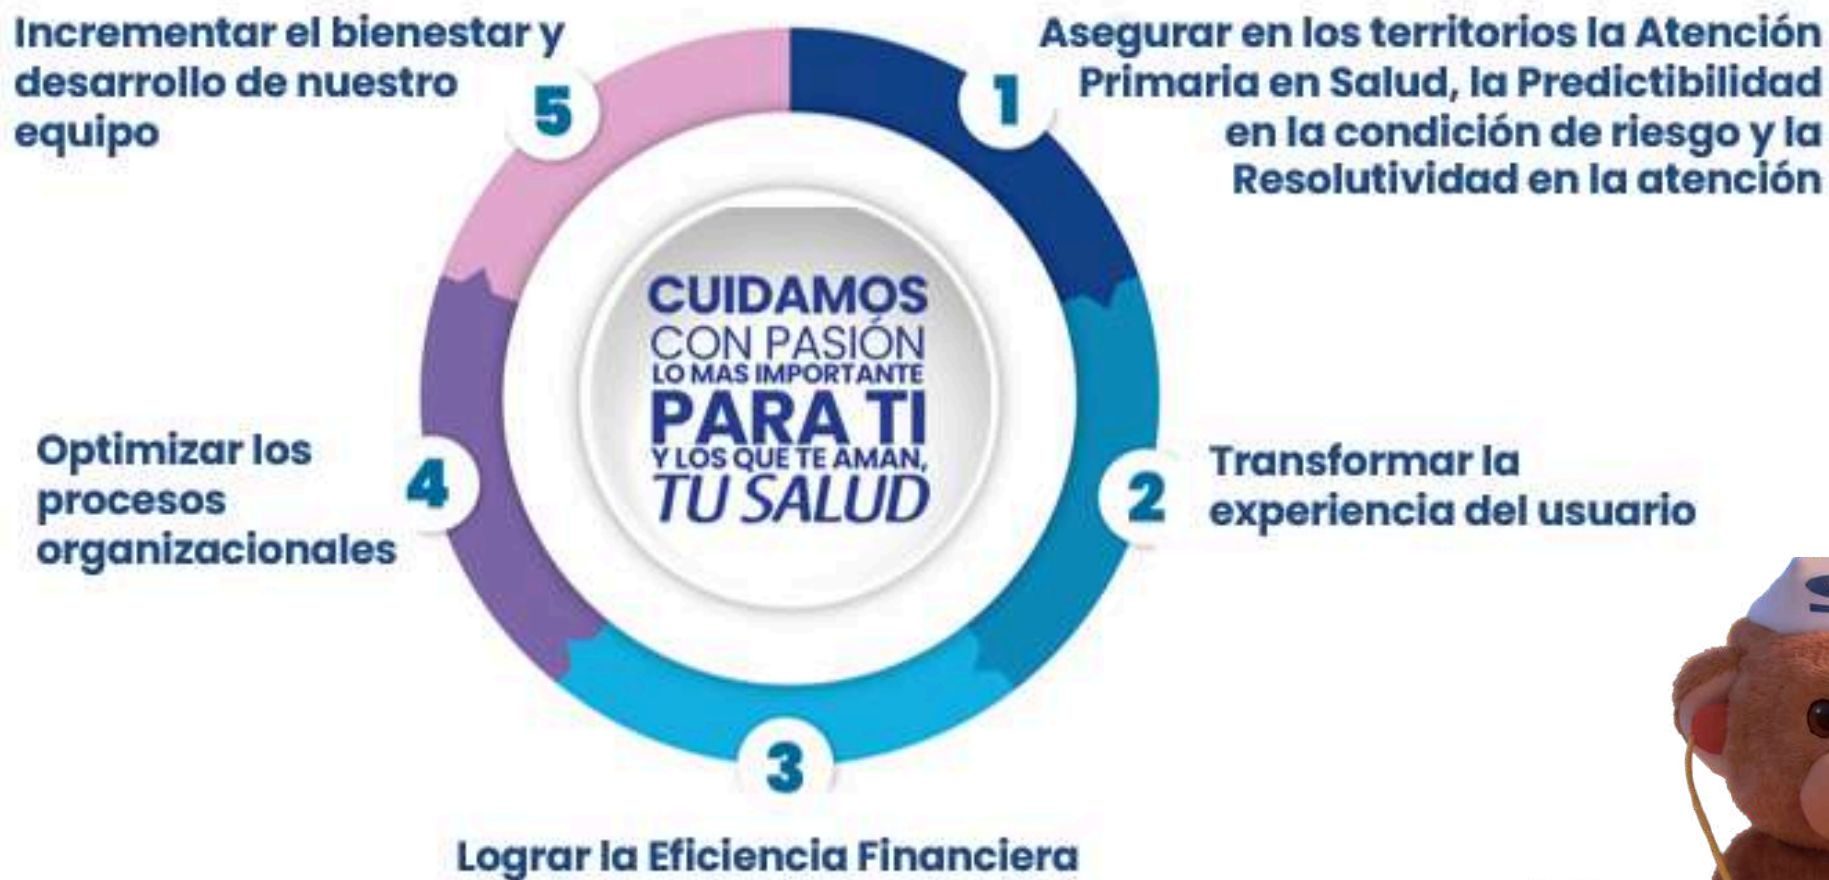 Incrementar el bienestar y
desarrollo de nuestro
equipo
5
1
Asegurar en los territorios la Atención
Primaria en Salud, la Predictibilidad
en la condición de riesgo y la
Resolutividad en la atención
CUIDAMOS
CON PASIÓN
LO MAS IMPORTANTE
PARA TI
Y LOS QUE TE AMAN,
TU SALUD
Optimizar los
procesos
organizacionales
4
2
Transformar la
experiencia del usuario
3
Lograr la Eficiencia Financiera